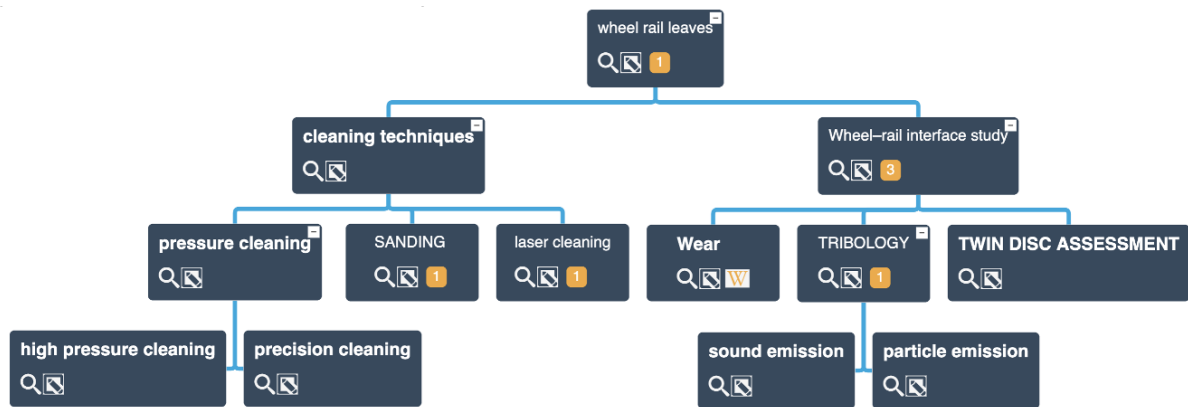 wheel rail leaves
1
cleaning techniques
Wheel–rail interface study
3
pressure cleaning
SANDING
1
laser cleaning
1
Wear
W
TRIBOLOGY
1
TWIN DISC ASSESSMENT
high pressure cleaning
precision cleaning
sound emission
particle emission